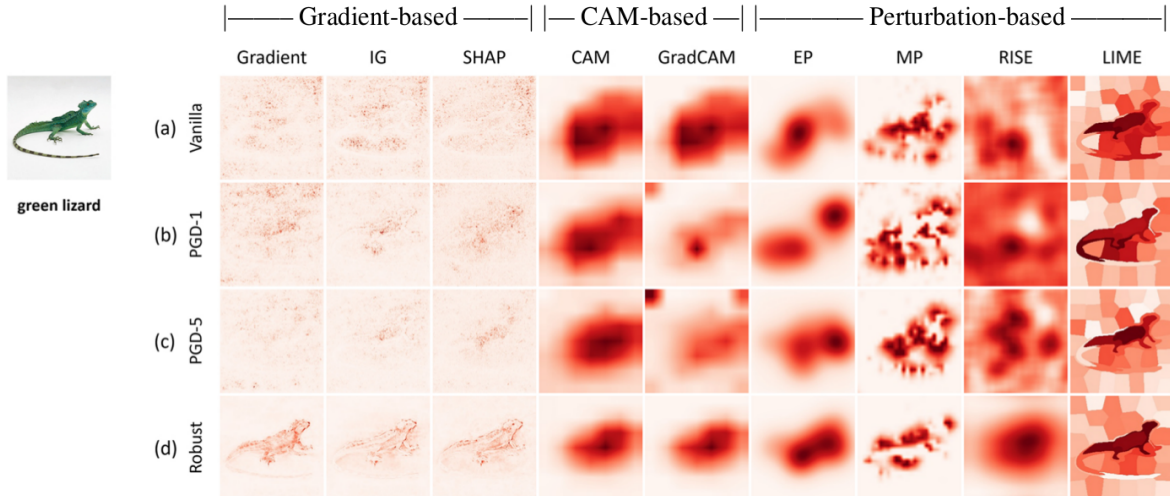 |—— Gradient-based ——| |— CAM-based —| |—— Perturbation-based ——|
Gradient IG SHAP CAM GradCAM EP MP RISE LIME
(a) Vanilla
green lizard
(b) PGD-1
(c) PGD-5
(d) Robust